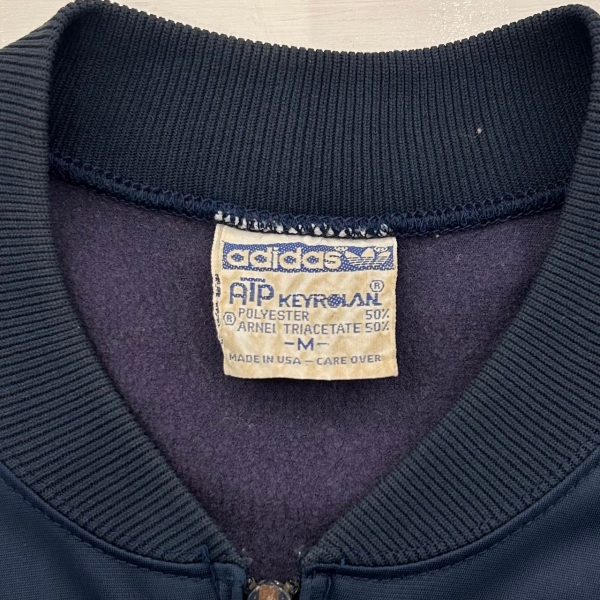 adidas
AIP KEYROLAN ®
POLYESTER 50%
® ARNEL TRIACETATE 50%
-M-
MADE IN USA - CARE OVER